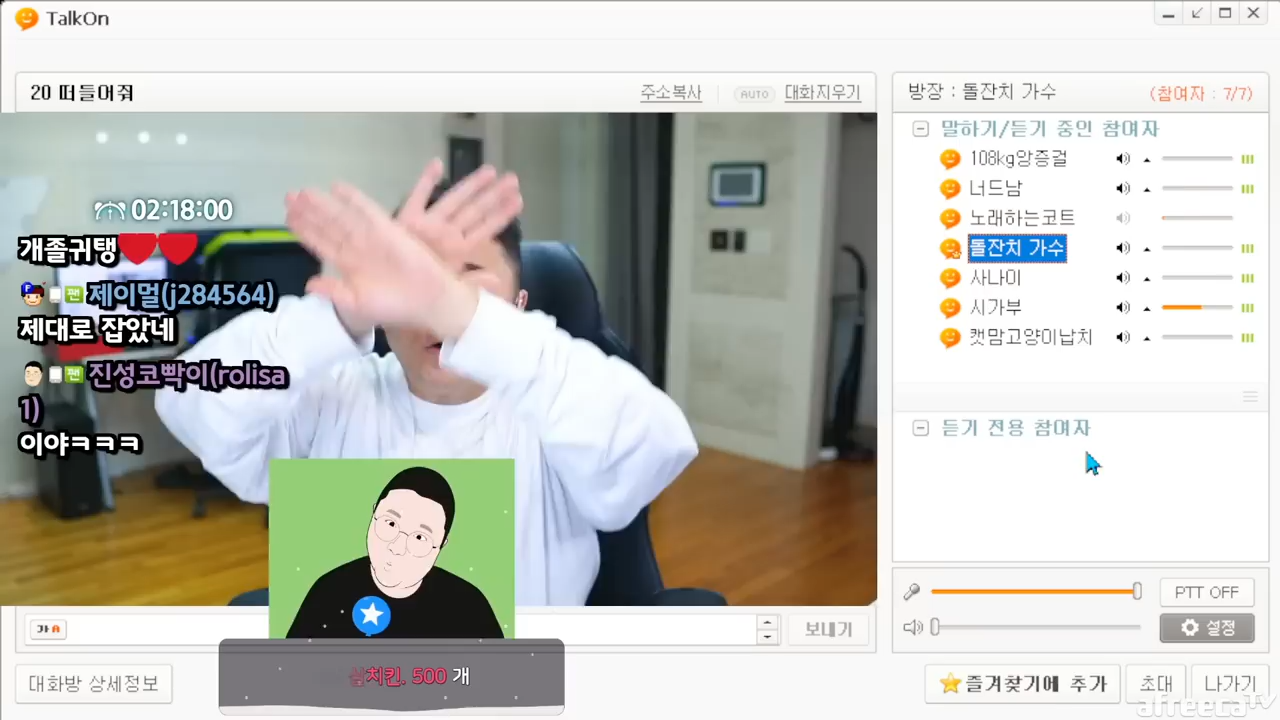 TalkOn
20 떠들어줘
주소복사
AUTO
대화지우기
방장 : 돌잔치 가수
(참여자 : 7/7)
말하기/듣기 중인 참여자
108kg앙증걸
너드남
노래하는코트
돌잔치 가수
사나이
시가부
캣맘고양이납치
듣기 전용 참여자
02:18:00
개졸귀탱
제이멀(j284564)
제대로 잡았네
진성코빡이(rolisa
1)
이야ㅋㅋㅋ
치킨. 500 개
가
보내기
PTT OFF
설정
대화방 상세정보
즐겨찾기에 추가
초대
나가기
afreecaTV